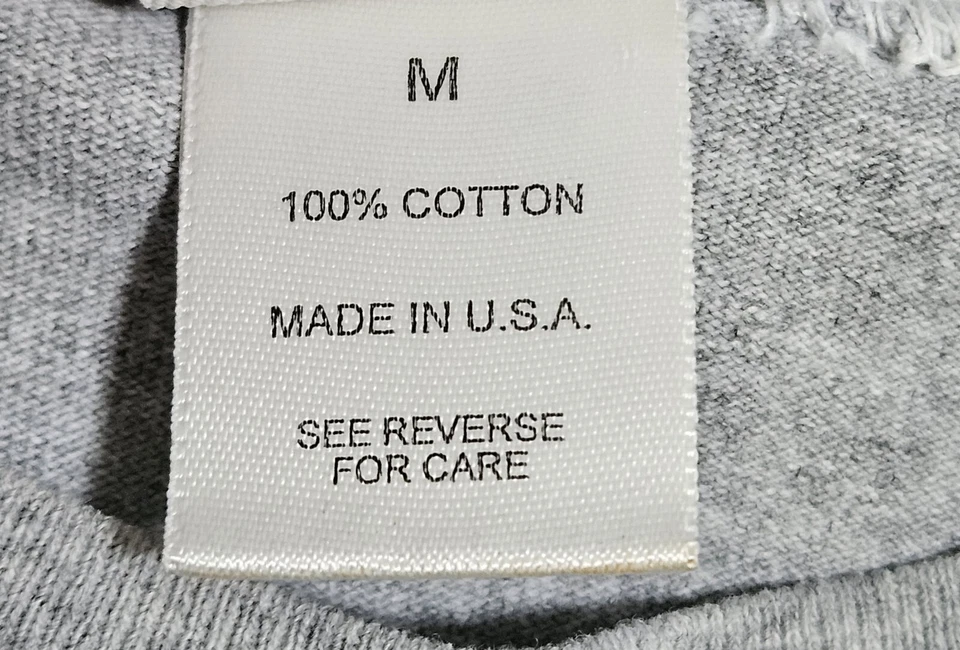 M
100% COTTON
MADE IN U.S.A.
SEE REVERSE
FOR CARE